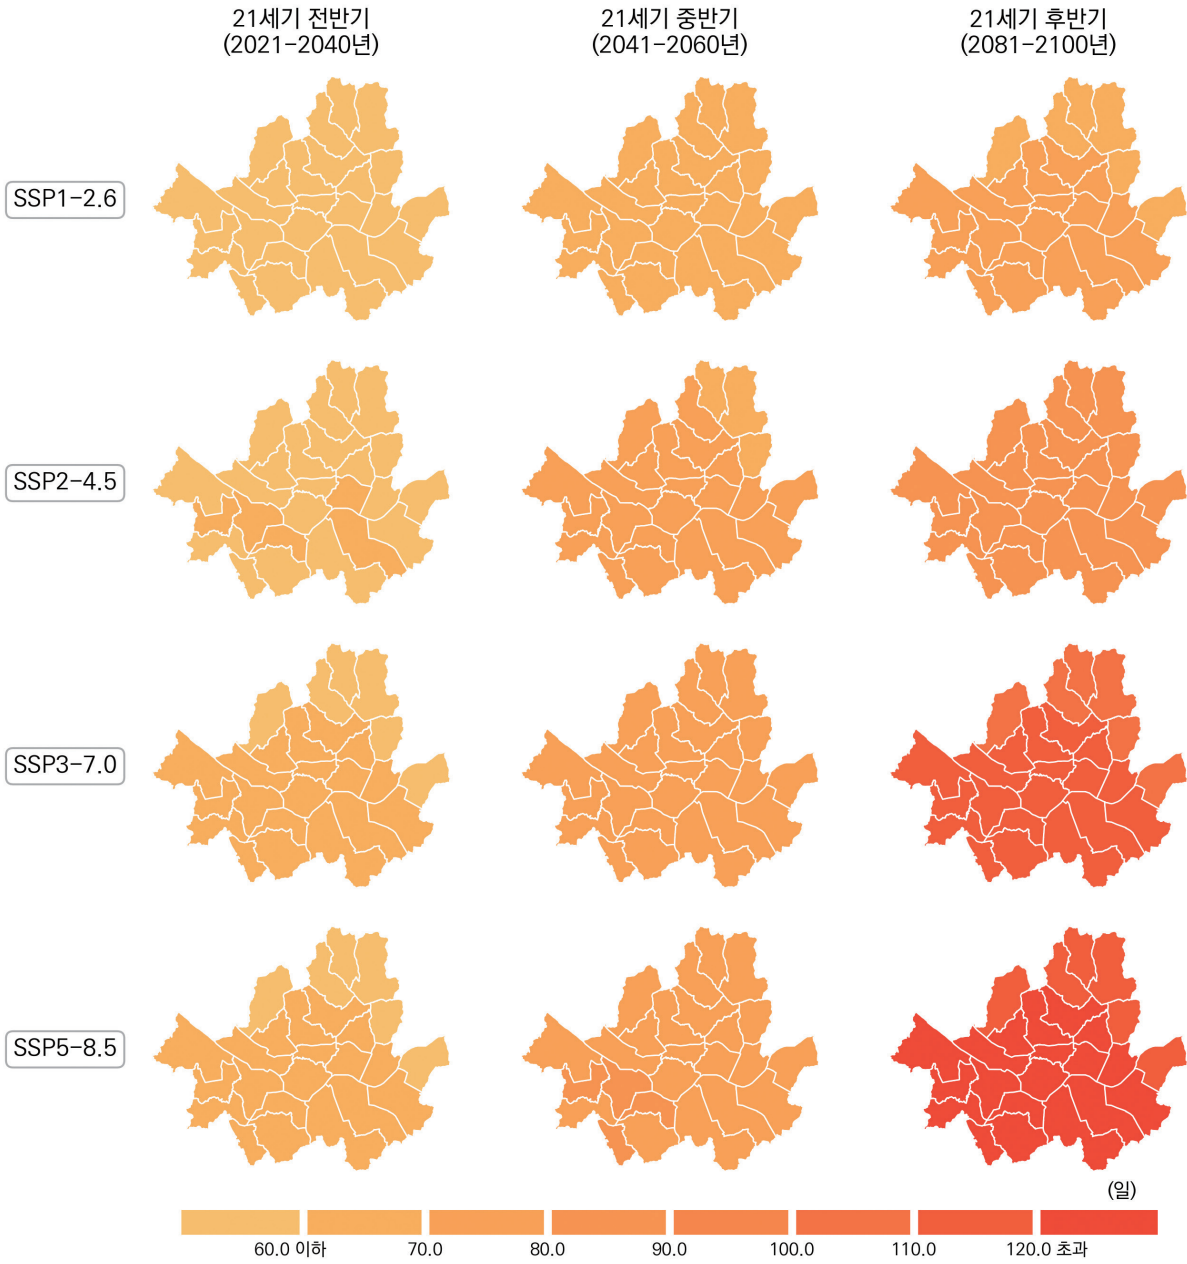 21세기 전반기
(2021-2040년)
21세기 중반기
(2041-2060년)
21세기 후반기
(2081-2100년)
SSP1-2.6
SSP2-4.5
SSP3-7.0
SSP5-8.5
(일)
60.0 이하
70.0
80.0
90.0
100.0
110.0
120.0 초과